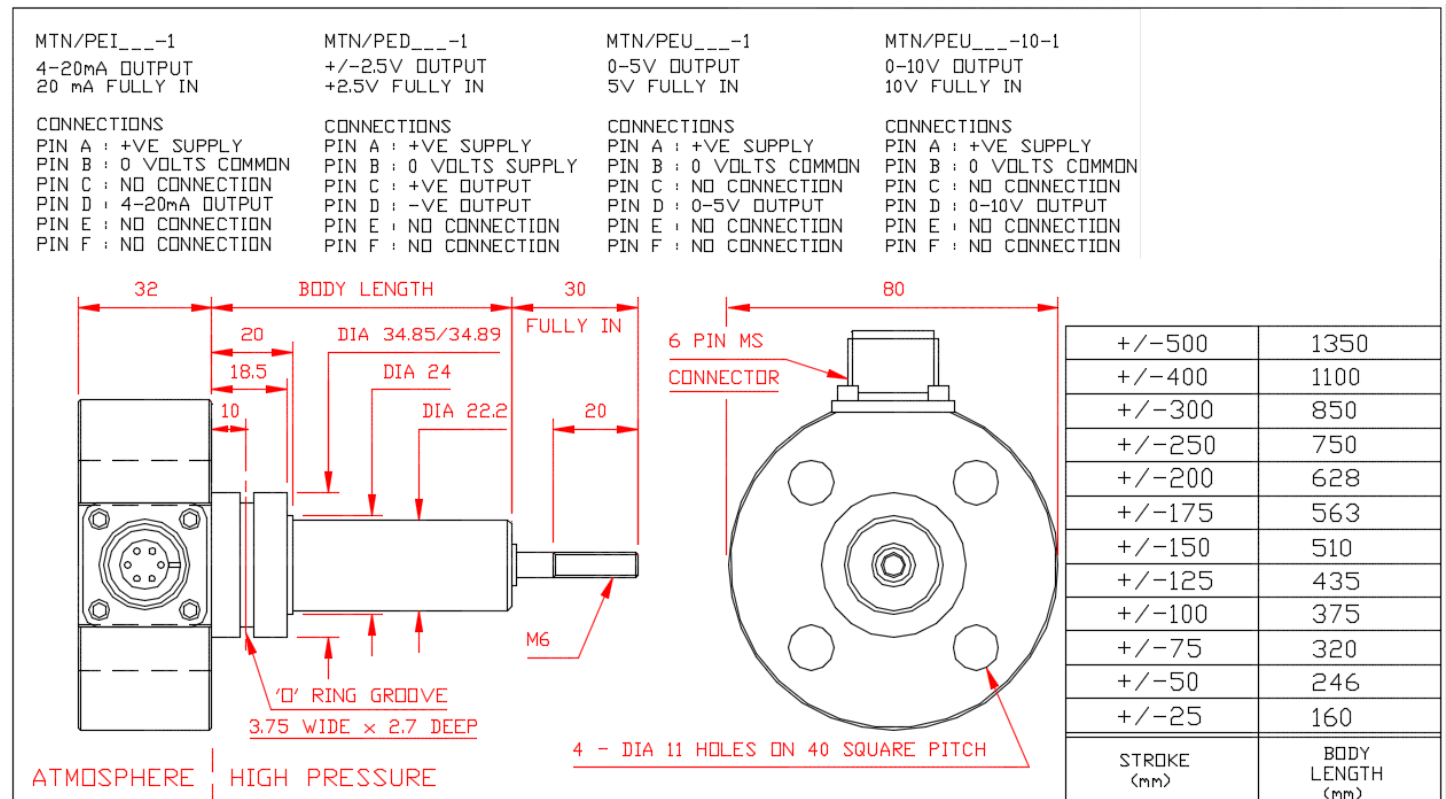 MTN/PEI___-1
4-20mA OUTPUT
20 mA FULLY IN
CONNECTIONS
PIN A : +VE SUPPLY
PIN B : 0 VOLTS COMMON
PIN C : NO CONNECTION
PIN D : 4-20mA OUTPUT
PIN E : NO CONNECTION
PIN F : NO CONNECTION
MTN/PED___-1
+/-2.5V OUTPUT
+2.5V FULLY IN
CONNECTIONS
PIN A : +VE SUPPLY
PIN B : 0 VOLTS SUPPLY
PIN C : +VE OUTPUT
PIN D : -VE OUTPUT
PIN E : NO CONNECTION
PIN F : NO CONNECTION
MTN/PEU___-1
0-5V OUTPUT
5V FULLY IN
CONNECTIONS
PIN A : +VE SUPPLY
PIN B : 0 VOLTS COMMON
PIN C : NO CONNECTION
PIN D : 0-5V OUTPUT
PIN E : NO CONNECTION
PIN F : NO CONNECTION
MTN/PEU___-10-1
0-10V OUTPUT
10V FULLY IN
CONNECTIONS
PIN A : +VE SUPPLY
PIN B : 0 VOLTS COMMON
PIN C : NO CONNECTION
PIN D : 0-10V OUTPUT
PIN E : NO CONNECTION
PIN F : NO CONNECTION
32
BODY LENGTH
30
FULLY IN
20
DIA 34.85/34.89
18.5
DIA 24
10
DIA 22.2
20
M6
'O' RING GROOVE
3.75 WIDE x 2.7 DEEP
ATMOSPHERE
HIGH PRESSURE
80
6 PIN MS
CONNECTOR
4 - DIA 11 HOLES ON 40 SQUARE PITCH
+/-500 1350
+/-400 1100
+/-300 850
+/-250 750
+/-200 628
+/-175 563
+/-150 510
+/-125 435
+/-100 375
+/-75 320
+/-50 246
+/-25 160
STROKE
(mm)
BODY
LENGTH
(mm)